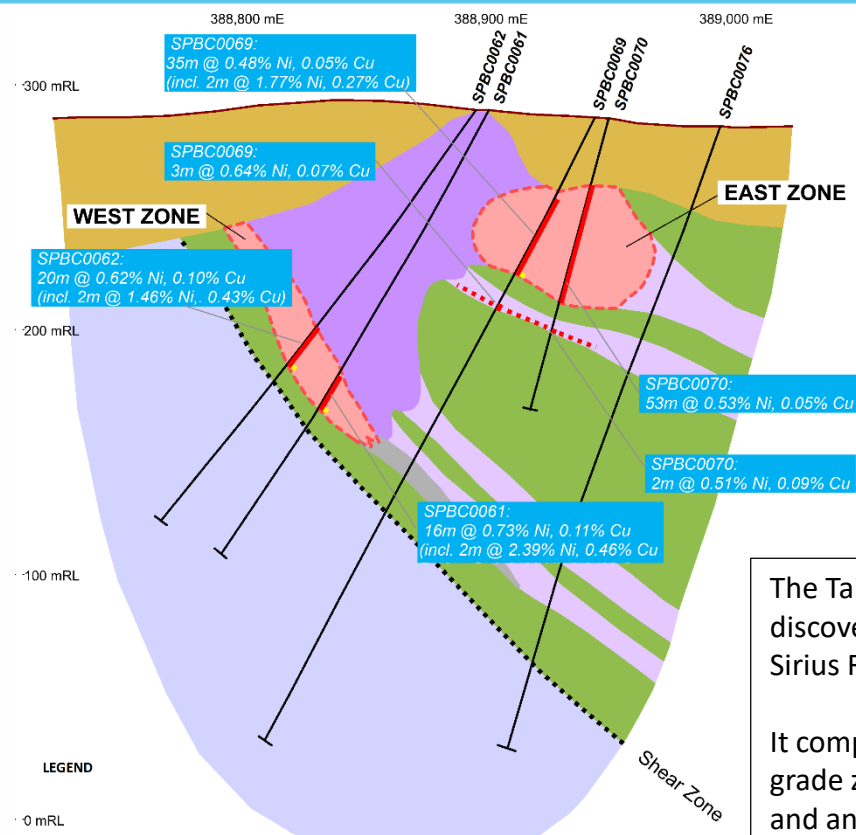 388,800 mE
388,900 mE
389,000 mE
SPBC0062
SPBC0061
SPBC0069
SPBC0070
SPBC0076
SPBC0069:
35m @ 0.48% Ni, 0.05% Cu
(incl. 2m @ 1.77% Ni, 0.27% Cu)
300 mRL
SPBC0069:
3m @ 0.64% Ni, 0.07% Cu
EAST ZONE
WEST ZONE
SPBC0062:
20m @ 0.62% Ni, 0.10% Cu
(incl. 2m @ 1.46% Ni,. 0.43% Cu)
200 mRL
SPBC0070:
53m @ 0.53% Ni, 0.05% Cu
SPBC0070:
2m @ 0.51% Ni, 0.09% Cu
SPBC0061:
16m @ 0.73% Ni, 0.11% Cu
(incl. 2m @ 2.39% Ni, 0.46% Cu
100 mRL
The Ta
discove
Sirius
It comp
grade
and an
Shear Zone
LEGEND
0 mRL